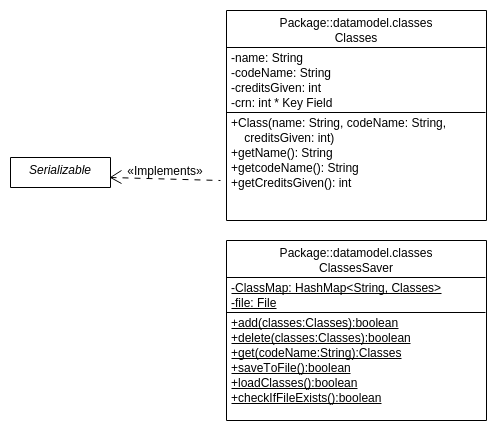 Package::datamodel.classes
Classes
-name: String
-codeName: String
-creditsGiven: int
-crn: int * Key Field
+Class(name: String, codeName: String,
creditsGiven: int)
+getName(): String
+getcodeName(): String
+getCreditsGiven(): int
Serializable
«Implements»
Package::datamodel.classes
ClassesSaver
-ClassMap: HashMap<String, Classes>
-file: File
+add(classes:Classes):boolean
+delete(classes:Classes):boolean
+get(codeName:String):Classes
+saveToFile():boolean
+loadClasses():boolean
+checkIfFileExists():boolean